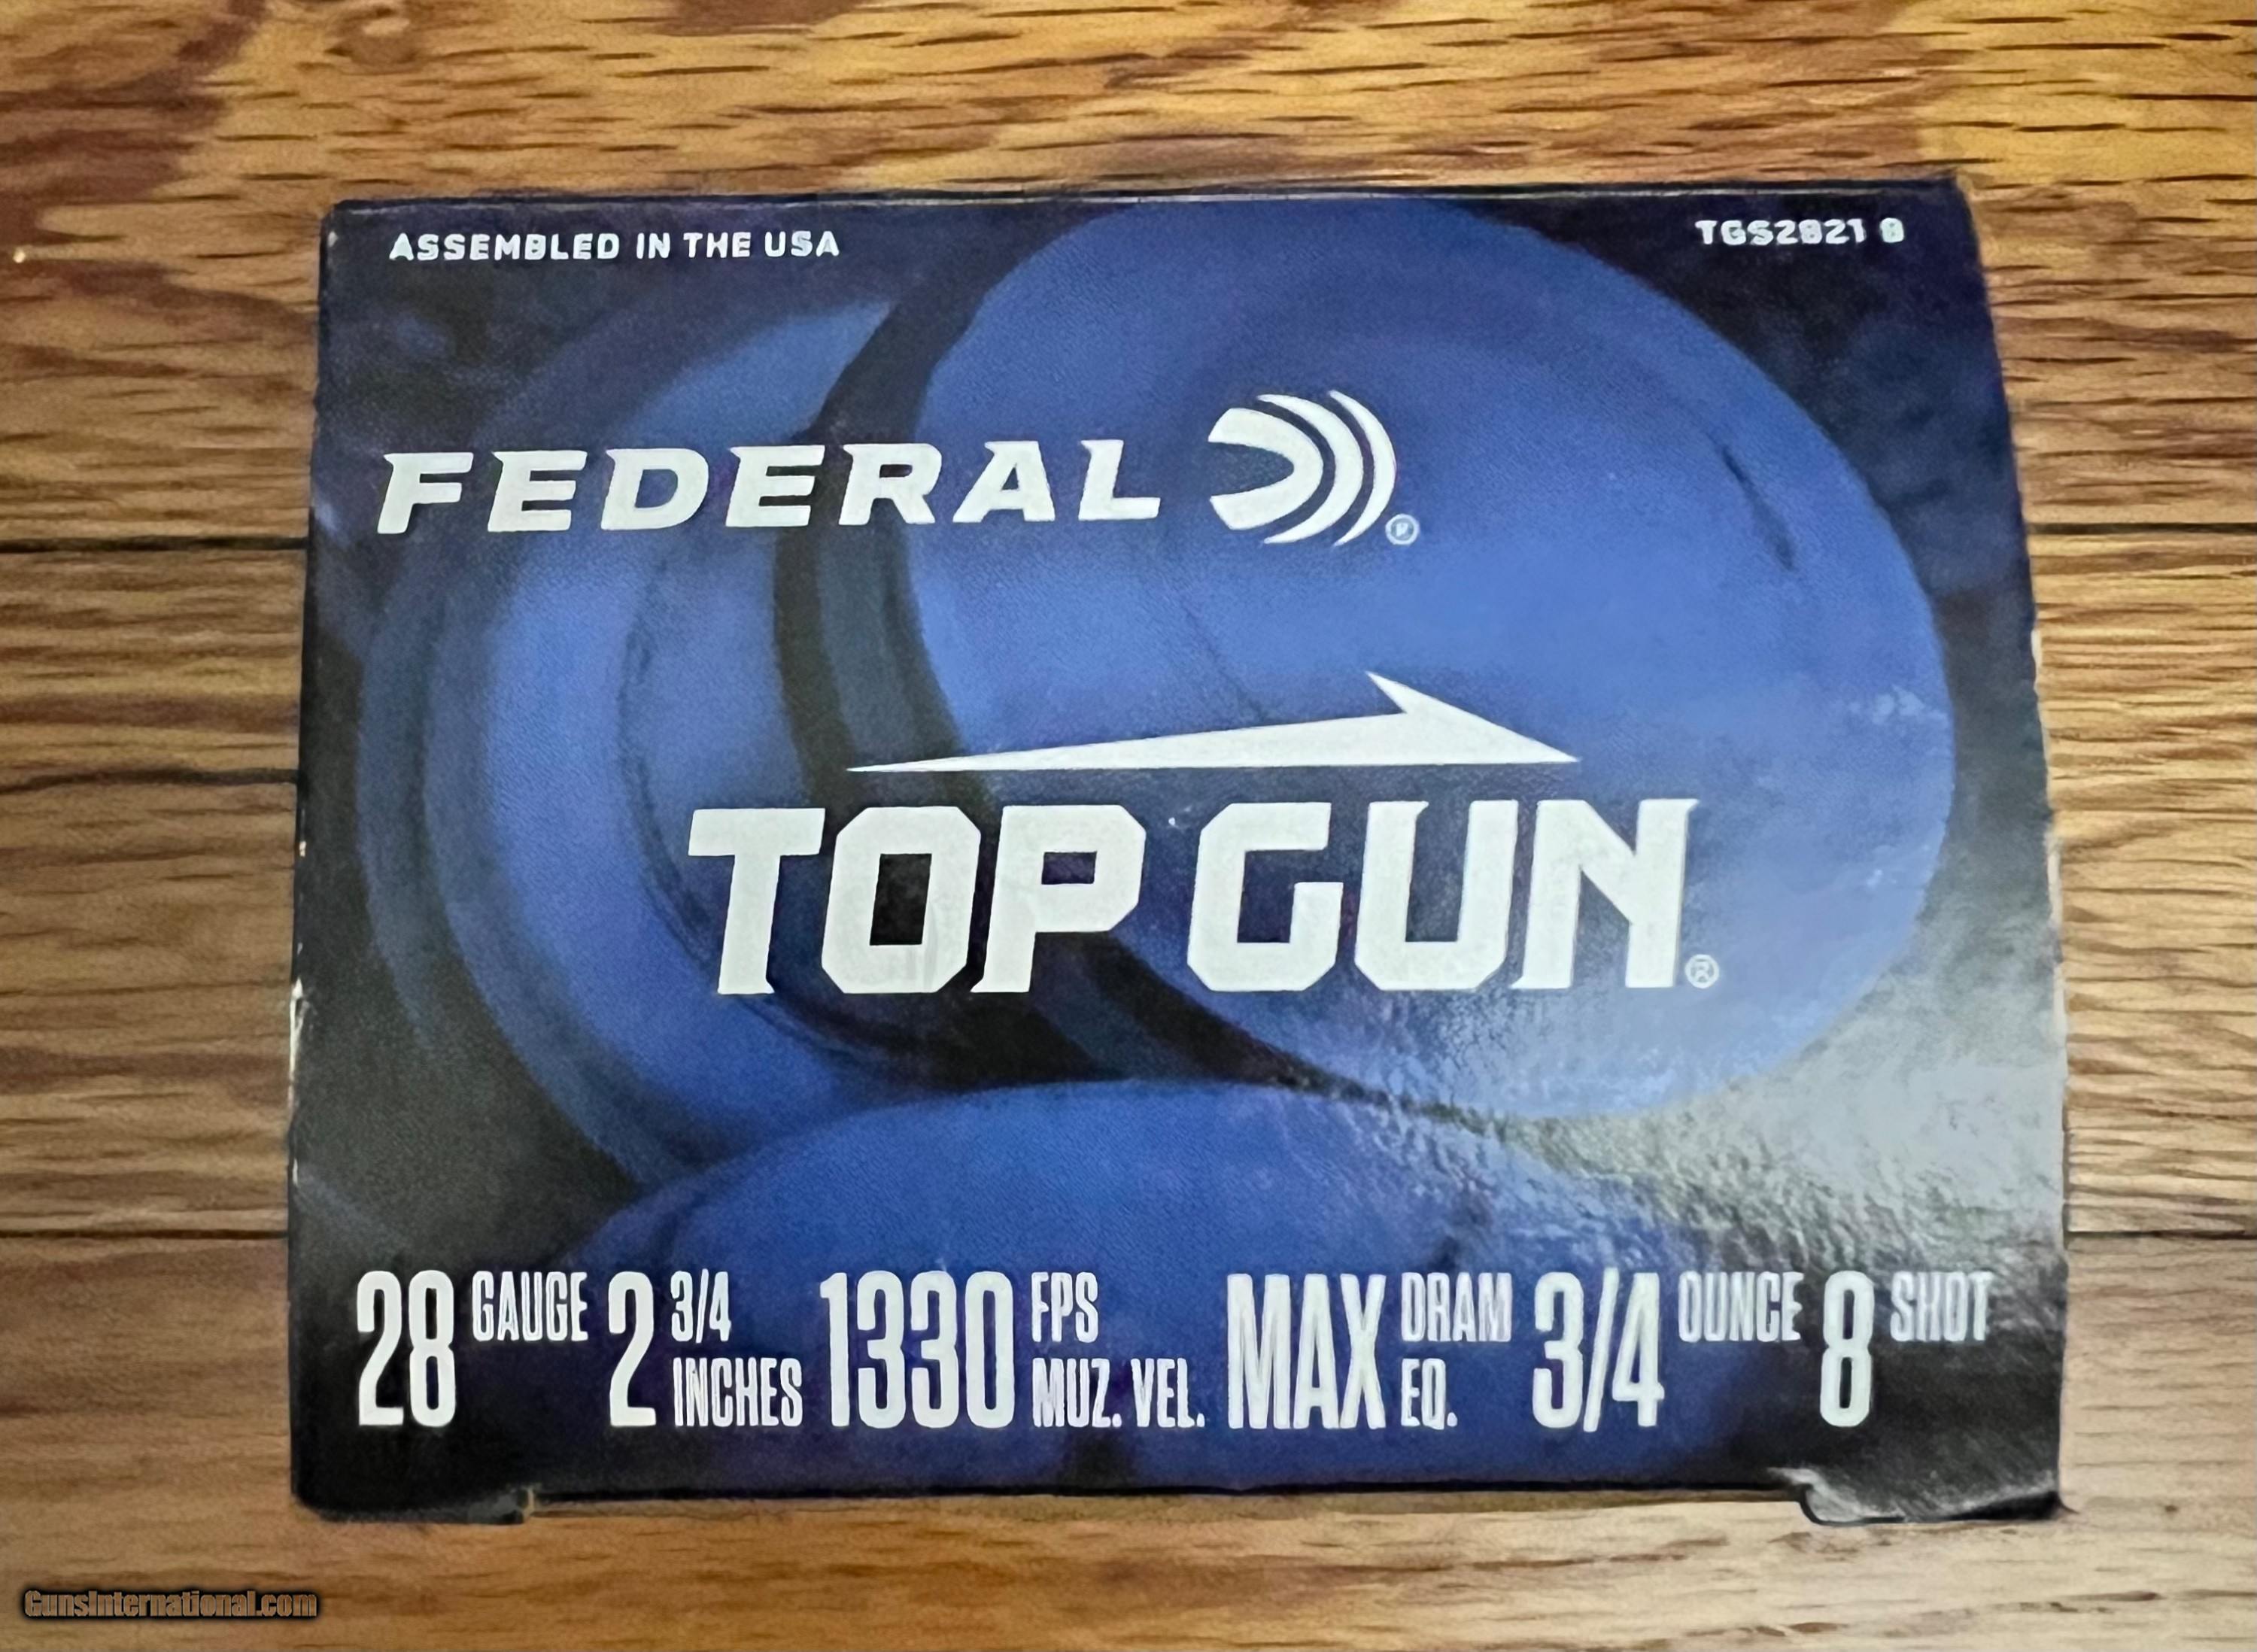 ASSEMBLED IN THE USA
TGS2821 8
FEDERAL ®
TOP GUN®
28 GAUGE 2 3/4 INCHES 1330 FPS MUZ. VEL. MAX DRAM EQ. 3/4 OUNCE 8 SHOT
GunsInternational.com